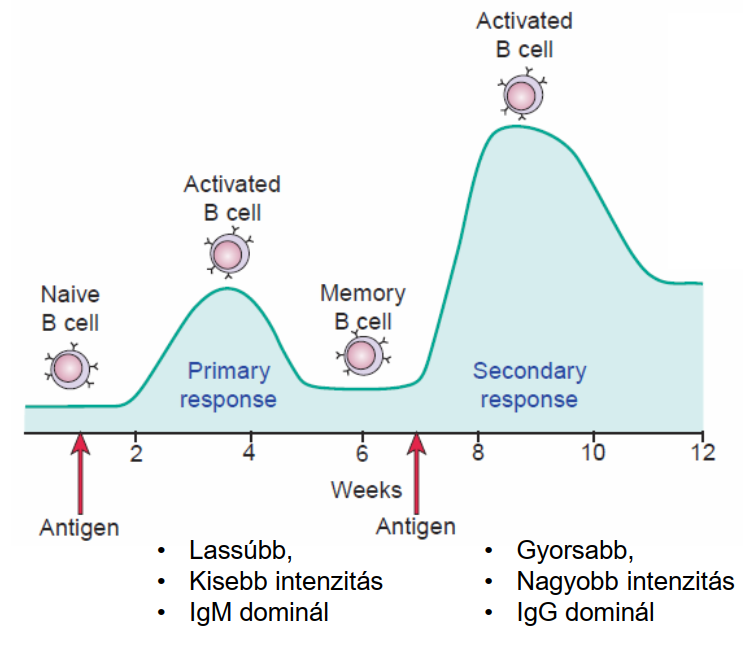 Activated
B cell
Activated
B cell
Naive
B cell
Memory
B cell
Primary
response
Secondary
response
2
4
6
8
10
12
Weeks
Antigen
Antigen
• Lassúbb,
• Kisebb intenzitás
• IgM dominál
• Gyorsabb,
• Nagyobb intenzitás
• IgG dominál